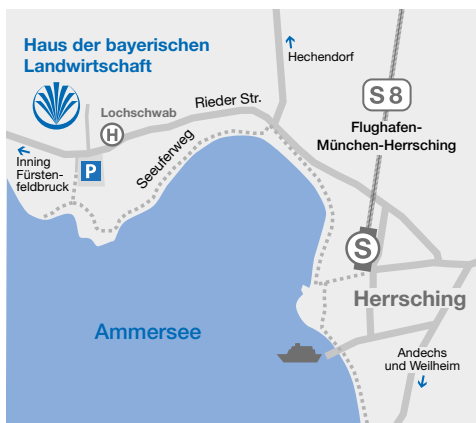 Haus der bayerischen
Landwirtschaft
Hechendorf
S 8
Rieder Str.
Lochschwab
H
Flughafen-
München-Herrsching
Seeuferweg
Inning
Fürsten-
feldbruck
P
S
Herrsching
Ammersee
Andechs
und Weilheim